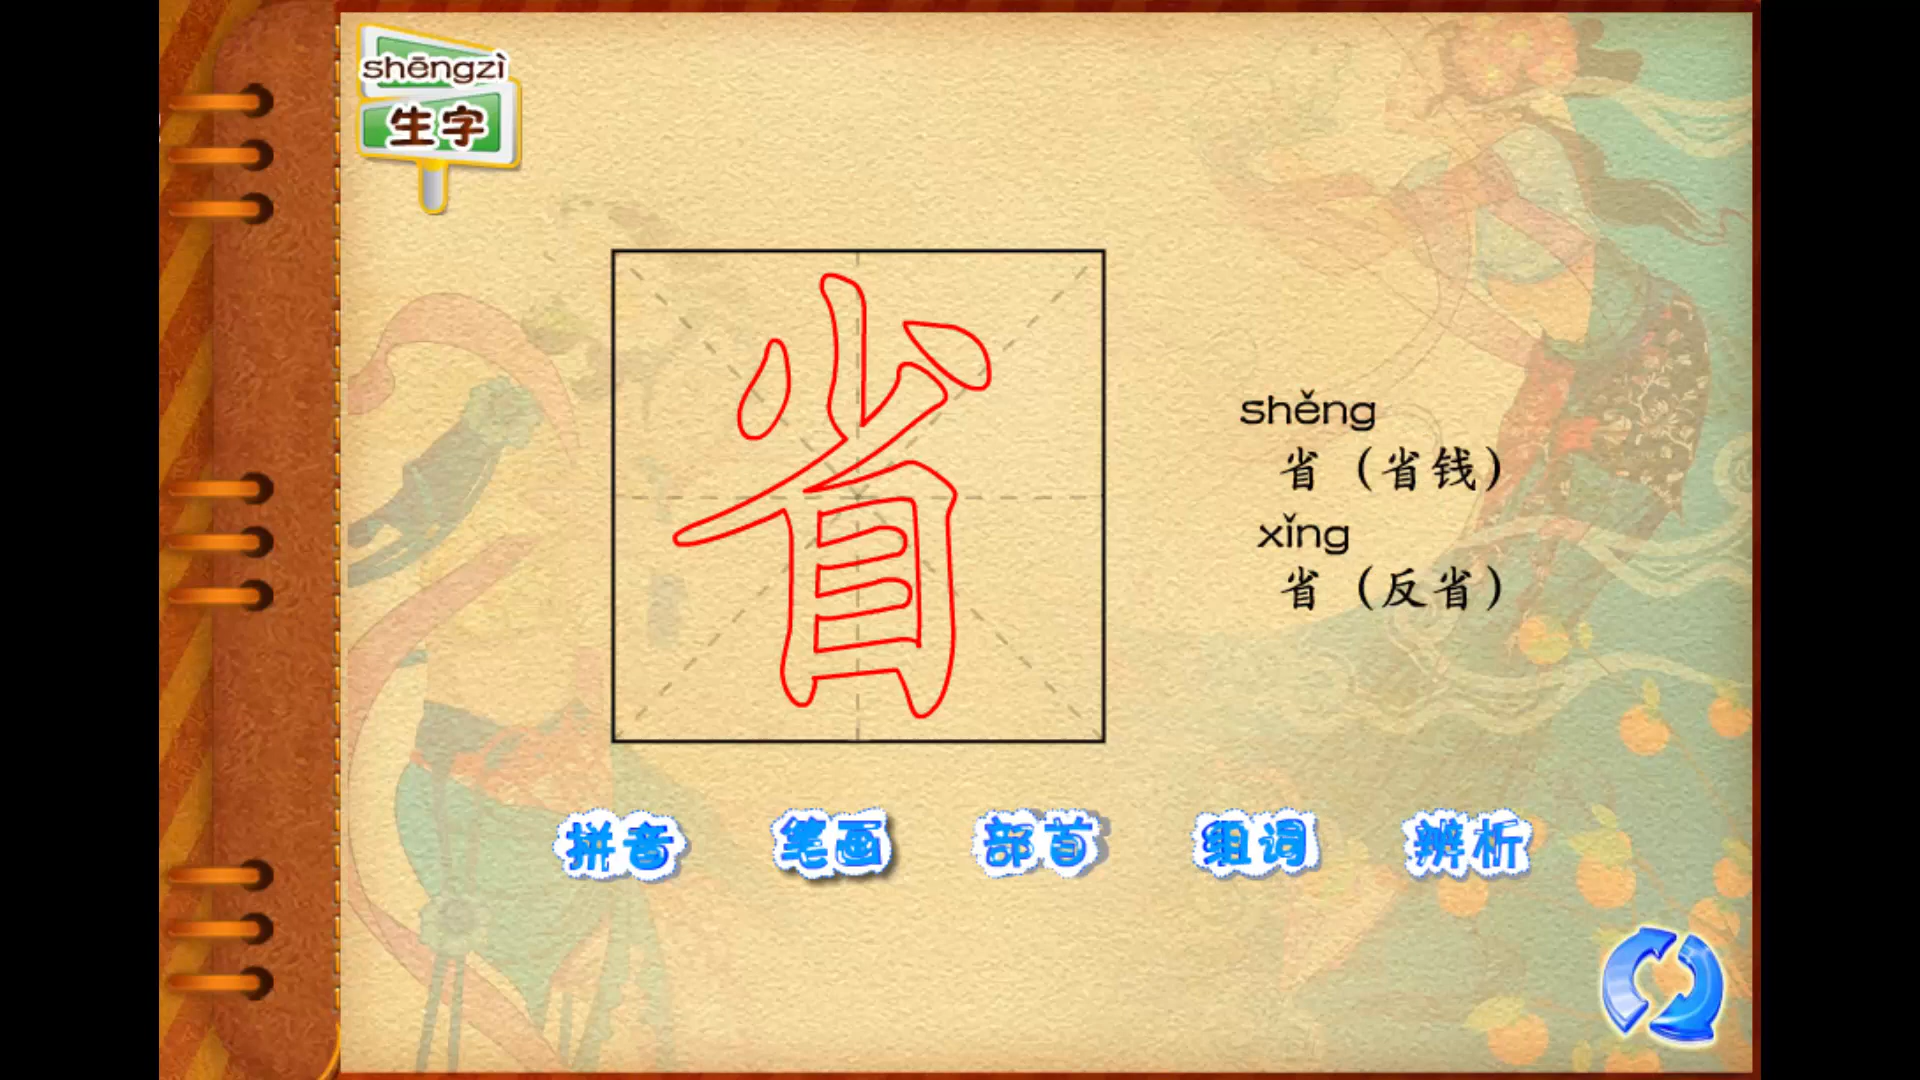 shēngzì
生字
省
shěng
省（省钱）
xǐng
省（反省）
拼音 笔画 部首 组词 辨析